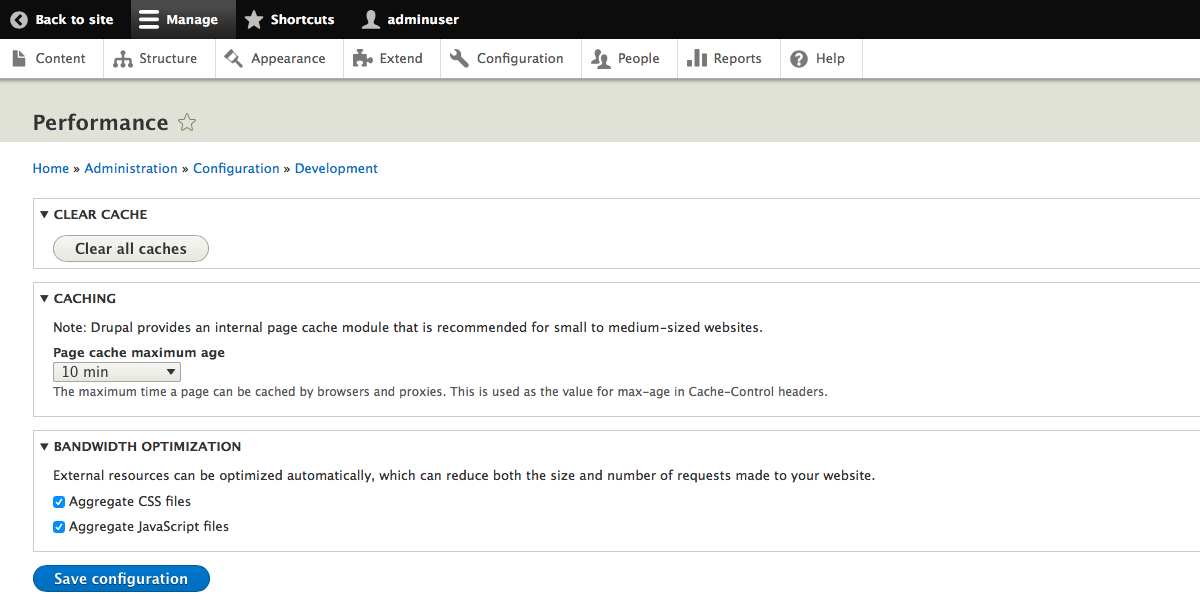 Back to site Manage Shortcuts adminuser
Content Structure Appearance Extend Configuration People Reports Help
Performance
Home » Administration » Configuration » Development
CLEAR CACHE
Clear all caches
CACHING
Note: Drupal provides an internal page cache module that is recommended for small to medium-sized websites.
Page cache maximum age
10 min
The maximum time a page can be cached by browsers and proxies. This is used as the value for max-age in Cache-Control headers.
BANDWIDTH OPTIMIZATION
External resources can be optimized automatically, which can reduce both the size and number of requests made to your website.
Aggregate CSS files
Aggregate JavaScript files
Save configuration